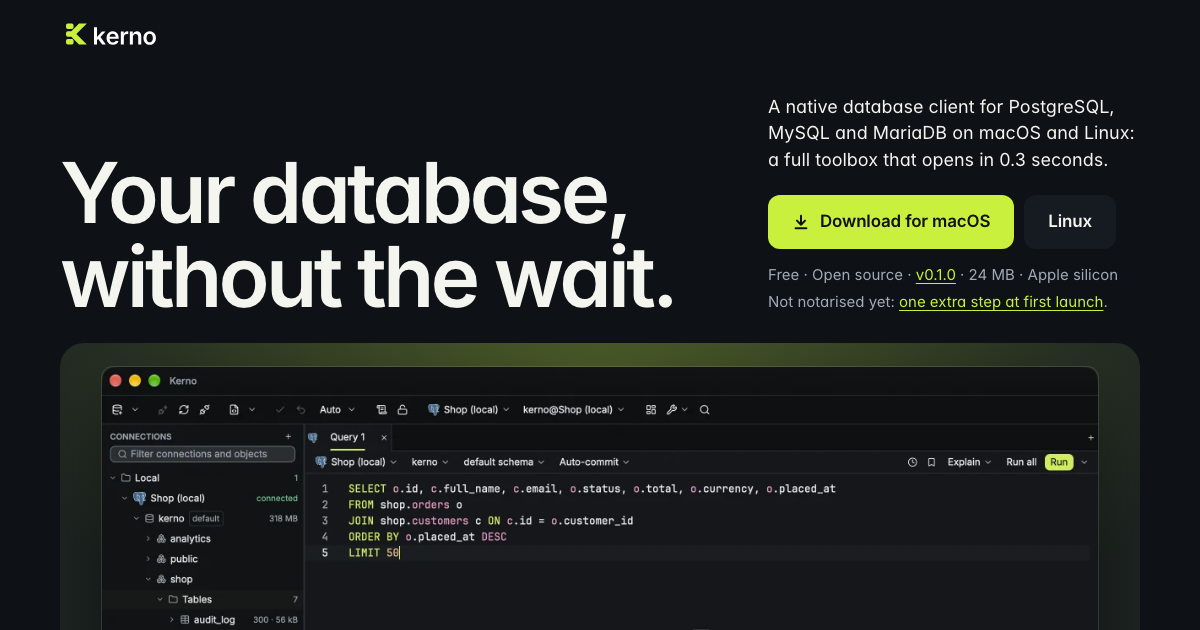 kerno
Your database,
without the wait.
A native database client for PostgreSQL,
MySQL and MariaDB on macOS and Linux:
a full toolbox that opens in 0.3 seconds.
Download for macOS
Linux
Free · Open source · v0.1.0 · 24 MB · Apple silicon
Not notarised yet: one extra step at first launch.
Kerno
Auto
Shop (local)
kerno@Shop (local)
CONNECTIONS +
Filter connections and objects
Local 1
Shop (local) connected
kerno default 318 MB
analytics
public
shop
Tables 7
audit_log 300 · 56 kB
Query 1 × +
Shop (local) kerno default schema Auto-commit Explain Run all Run
1 SELECT o.id, c.full_name, c.email, o.status, o.total, o.currency, o.placed_at
2 FROM shop.orders o
3 JOIN shop.customers c ON c.id = o.customer_id
4 ORDER BY o.placed_at DESC
5 LIMIT 50